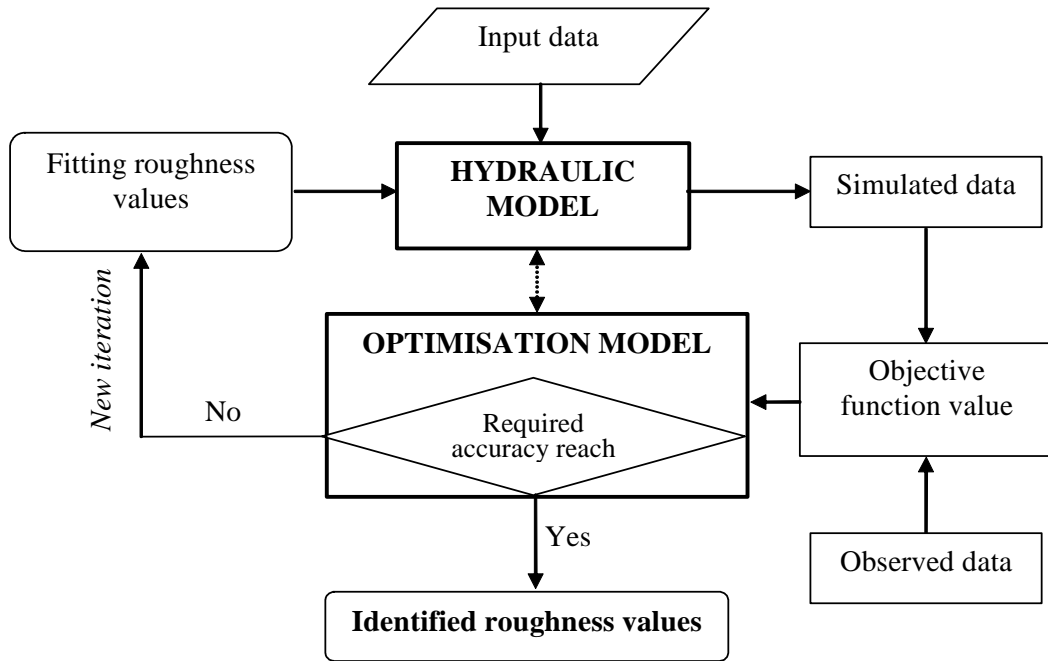 Input data
Fitting roughness
values
HYDRAULIC
MODEL
Simulated data
New iteration
OPTIMISATION MODEL
Objective
function value
No
Required
accuracy reach
Yes
Observed data
Identified roughness values